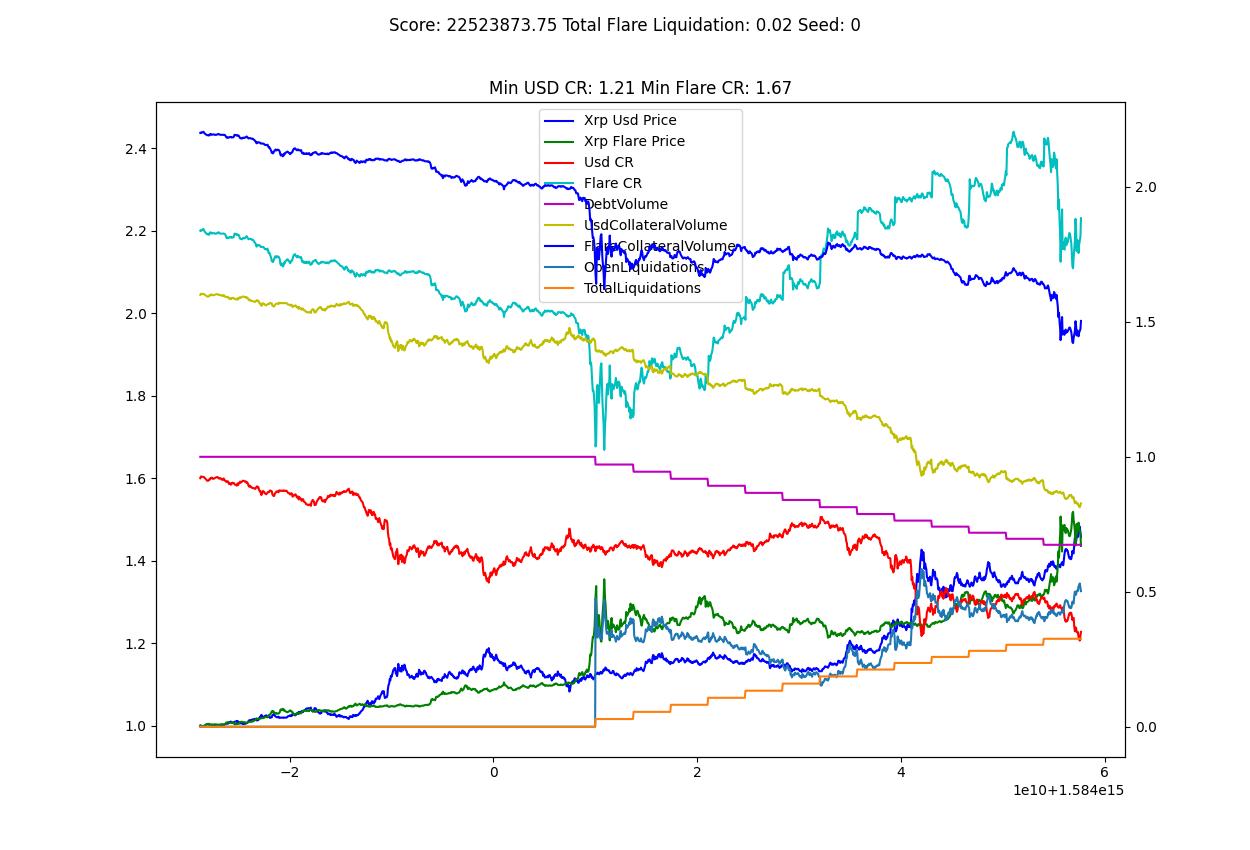 Score: 22523873.75 Total Flare Liquidation: 0.02 Seed: 0
Min USD CR: 1.21 Min Flare CR: 1.67
Xrp Usd Price
Xrp Flare Price
Usd CR
Flare CR
DebtVolume
UsdCollateralVolume
FlareCollateralVolume
OpenLiquidations
TotalLiquidations
2.4
2.2
2.0
1.8
1.6
1.4
1.2
1.0
2.0
1.5
1.0
0.5
0.0
−2
0
2
4
6
1e10+1.584e15